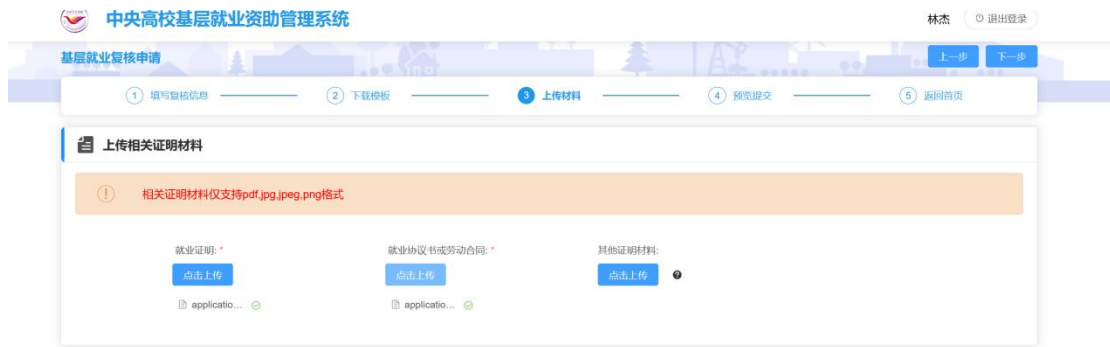 中央高校基层就业资助管理系统
林杰
退出登录
基层就业复核申请
上一步
下一步
1 填写复核信息
2 下载模板
3 上传材料
4 预览提交
5 返回首页
上传相关证明材料
相关证明材料仅支持pdf,jpg,jpeg,png格式
就业证明: *
就业协议书或劳动合同: *
其他证明材料:
点击上传
点击上传
点击上传
applicatio...
applicatio...